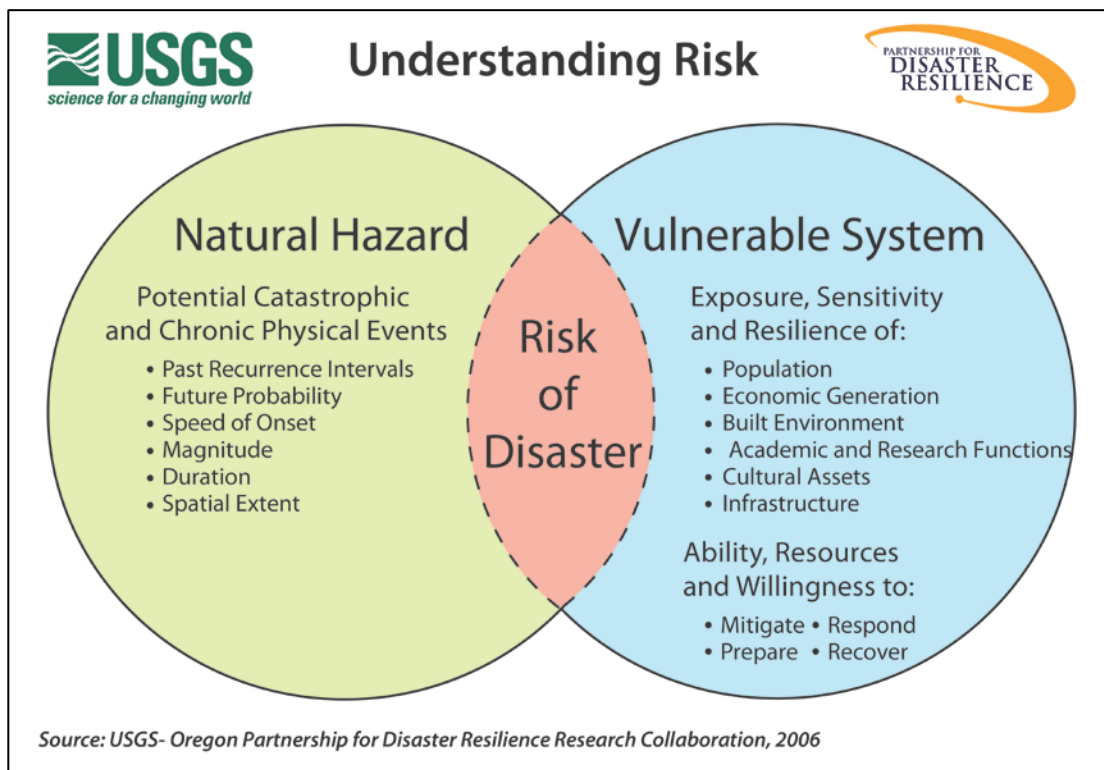 USGS
science for a changing world
Understanding Risk
PARTNERSHIP FOR
DISASTER
RESILIENCE
Natural Hazard
Potential Catastrophic
and Chronic Physical Events
• Past Recurrence Intervals
• Future Probability
• Speed of Onset
• Magnitude
• Duration
• Spatial Extent
Risk
of
Disaster
Vulnerable System
Exposure, Sensitivity
and Resilience of:
• Population
• Economic Generation
• Built Environment
• Academic and Research Functions
• Cultural Assets
• Infrastructure
Ability, Resources
and Willingness to:
• Mitigate • Respond
• Prepare • Recover
Source: USGS- Oregon Partnership for Disaster Resilience Research Collaboration, 2006